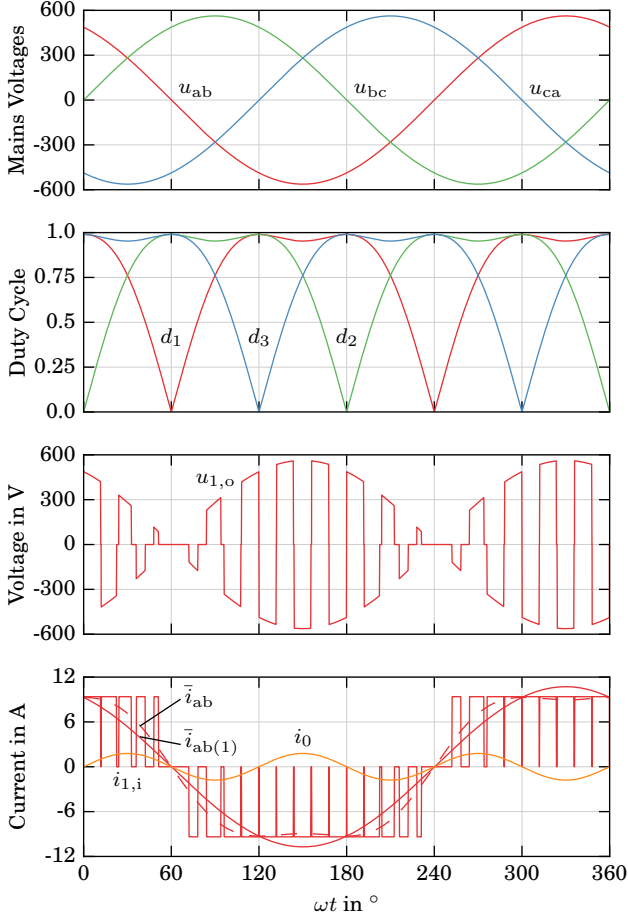 600
300
0
-300
-600
Mains Voltages
u_ab
u_bc
u_ca
1.0
0.75
0.5
0.25
0.0
Duty Cycle
d_1
d_3
d_2
600
300
0
-300
-600
Voltage in V
u_1,o
12
6
0
-6
-12
Current in A
i̅_ab
i̅_ab(1)
i_0
i_1,i
0 60 120 180 240 300 360
ωt in °